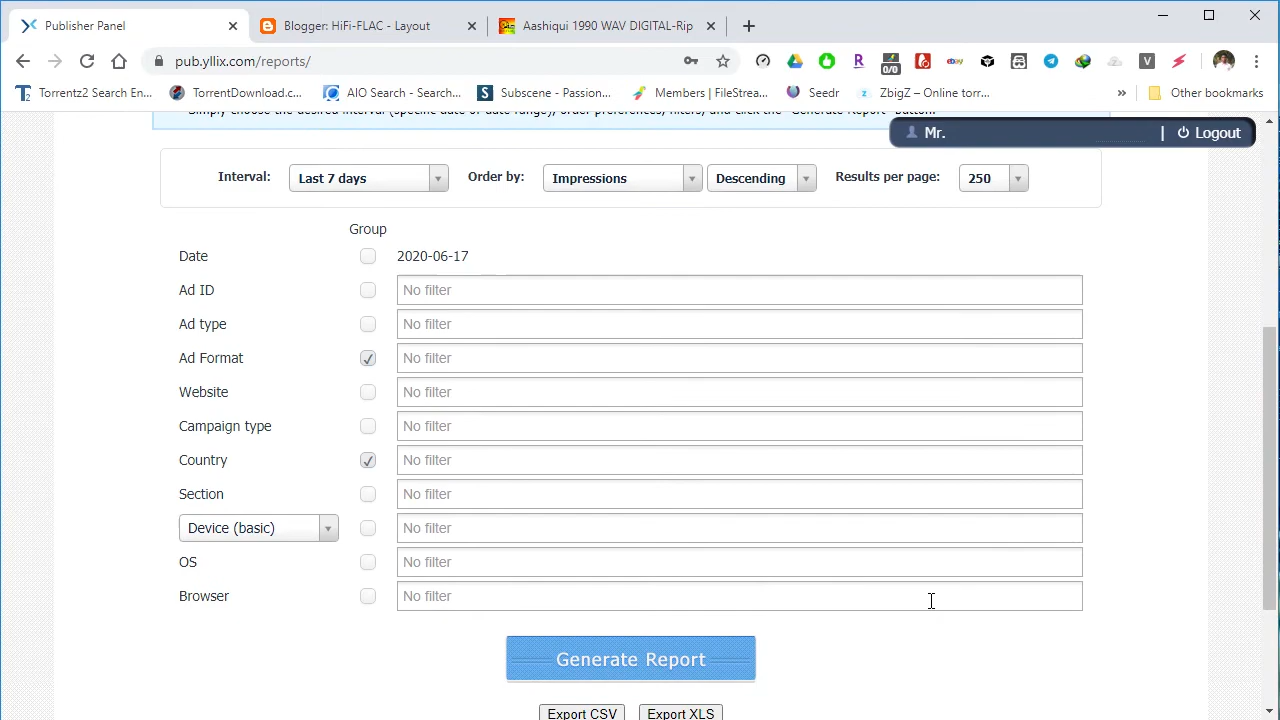 Publisher Panel
Blogger: HiFi-FLAC - Layout
Aashiqui 1990 WAV DIGITAL-Rip
pub.yllix.com/reports/
0/0
Torrentz2 Search En...
TorrentDownload.c...
AIO Search - Search...
Subscene - Passion...
Members | FileStrea...
Seedr
ZbigZ – Online torr...
»
Other bookmarks
Mr. | Logout
Interval: Last 7 days Order by: Impressions Descending Results per page: 250
Group
Date 2020-06-17
Ad ID No filter
Ad type No filter
Ad Format No filter
Website No filter
Campaign type No filter
Country No filter
Section No filter
Device (basic) No filter
OS No filter
Browser No filter
Generate Report
Export CSV Export XLS